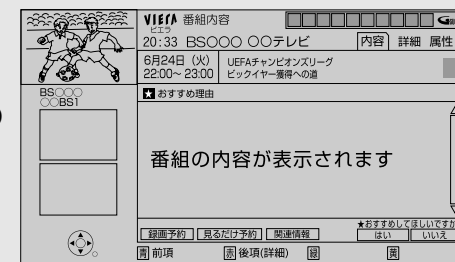 VIErA 番組内容
ビエラ
20:33 BS○○○ ○○テレビ
内容 詳細 属性
6月24日（火） UEFAチャンピオンズリーグ
22:00～23:00 ビックイヤー獲得への道
BS○○○
○○BS1
★おすすめ理由
番組の内容が表示されます
★おすすめしてほしいですか
録画予約 見るだけ予約 関連情報 はい いいえ
青 前項 赤 後項(詳細) 緑 黄